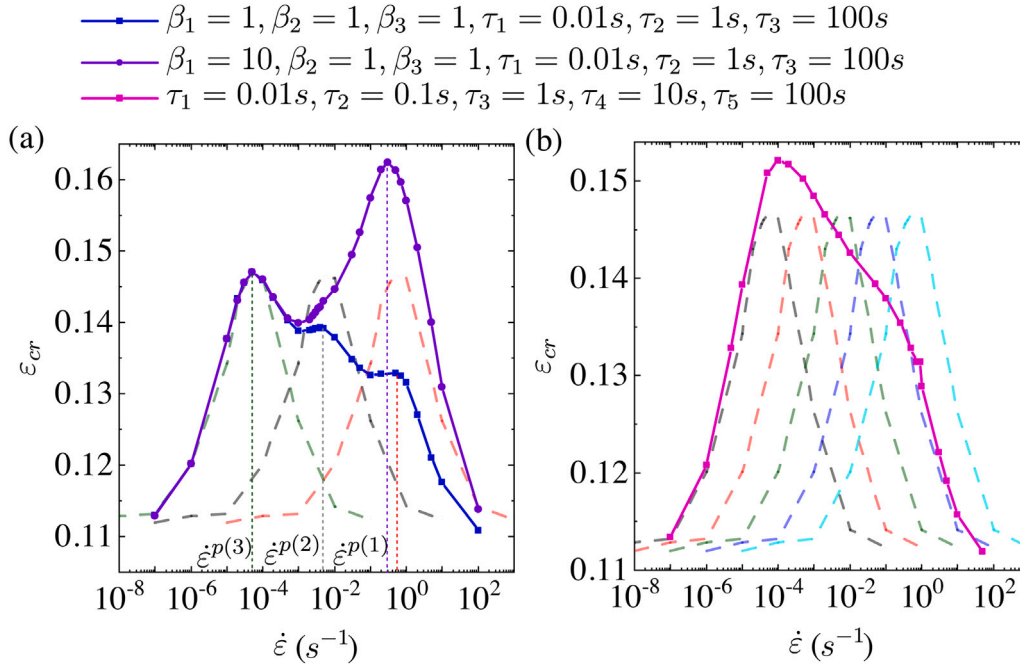 β₁ = 1, β₂ = 1, β₃ = 1, τ₁ = 0.01s, τ₂ = 1s, τ₃ = 100s
β₁ = 10, β₂ = 1, β₃ = 1, τ₁ = 0.01s, τ₂ = 1s, τ₃ = 100s
τ₁ = 0.01s, τ₂ = 0.1s, τ₃ = 1s, τ₄ = 10s, τ₅ = 100s
(a)
0.16
0.15
0.14
0.13
0.12
0.11
ε_cr
ε̇^p(3) ε̇^p(2) ε̇^p(1)
10⁻⁸ 10⁻⁶ 10⁻⁴ 10⁻² 10⁰ 10²
ε̇ (s⁻¹)
(b)
0.15
0.14
0.13
0.12
0.11
ε_cr
10⁻⁸ 10⁻⁶ 10⁻⁴ 10⁻² 10⁰ 10²
ε̇ (s⁻¹)